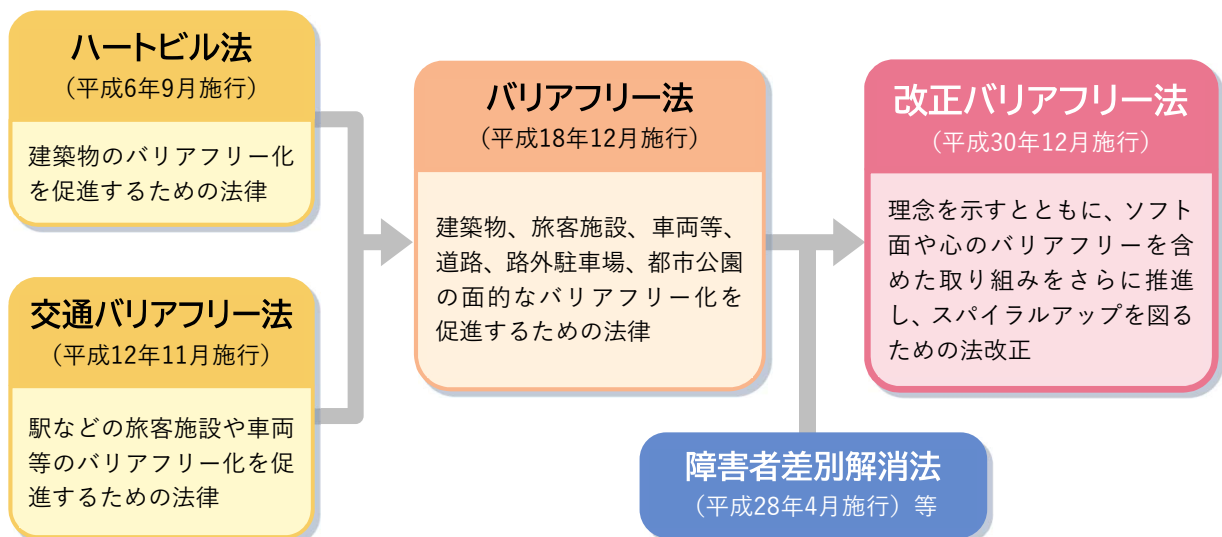 ハートビル法
（平成6年9月施行）
建築物のバリアフリー化
を促進するための法律
交通バリアフリー法
（平成12年11月施行）
駅などの旅客施設や車両
等のバリアフリー化を促
進するための法律
バリアフリー法
（平成18年12月施行）
建築物、旅客施設、車両等、
道路、路外駐車場、都市公園
の面的なバリアフリー化を
促進するための法律
障害者差別解消法
（平成28年4月施行）等
改正バリアフリー法
（平成30年12月施行）
理念を示すとともに、ソフト
面や心のバリアフリーを含
めた取り組みをさらに推進
し、スパイラルアップを図る
ための法改正